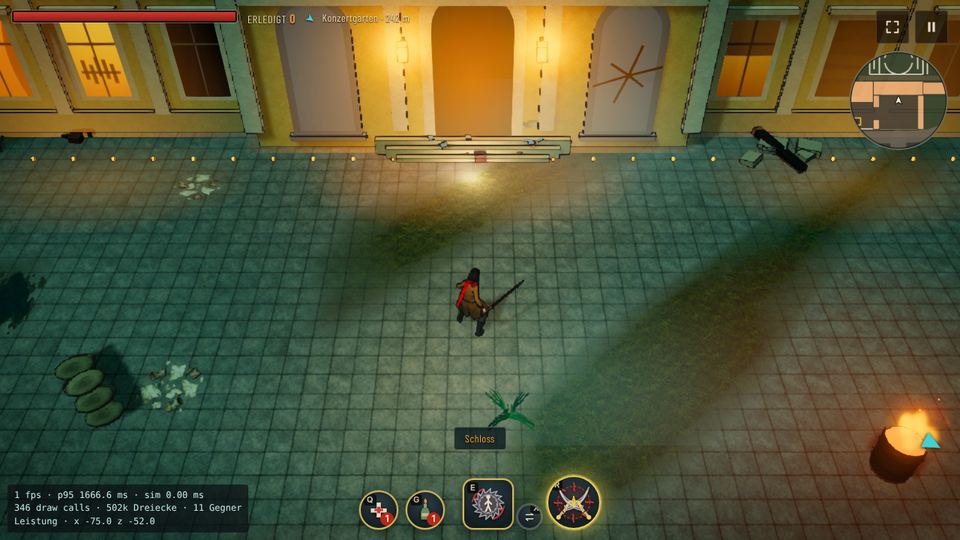 ERLEDIGT 0 Konzertgarten · 242 m
Schloss
Q
1
G
1
E
R
1 fps · p95 1666.6 ms · sim 0.00 ms
346 draw calls · 502k Dreiecke · 11 Gegner
Leistung · x -75.0 z -52.0